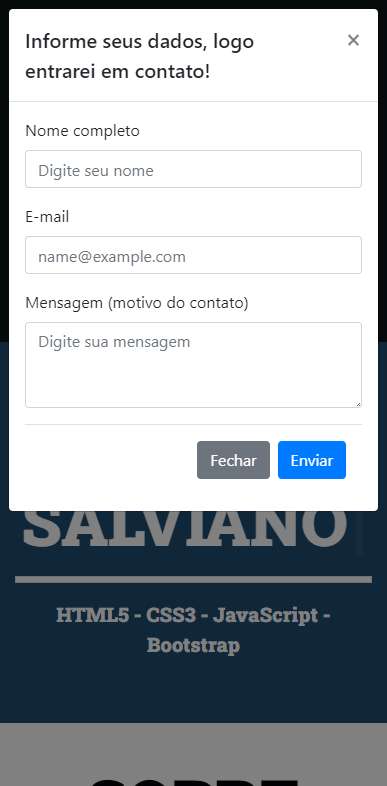 Informe seus dados, logo
entrarei em contato!
×
Nome completo
Digite seu nome
E-mail
name@example.com
Mensagem (motivo do contato)
Digite sua mensagem
Fechar
Enviar
SALVIANO
HTML5 - CSS3 - JavaScript -
Bootstrap